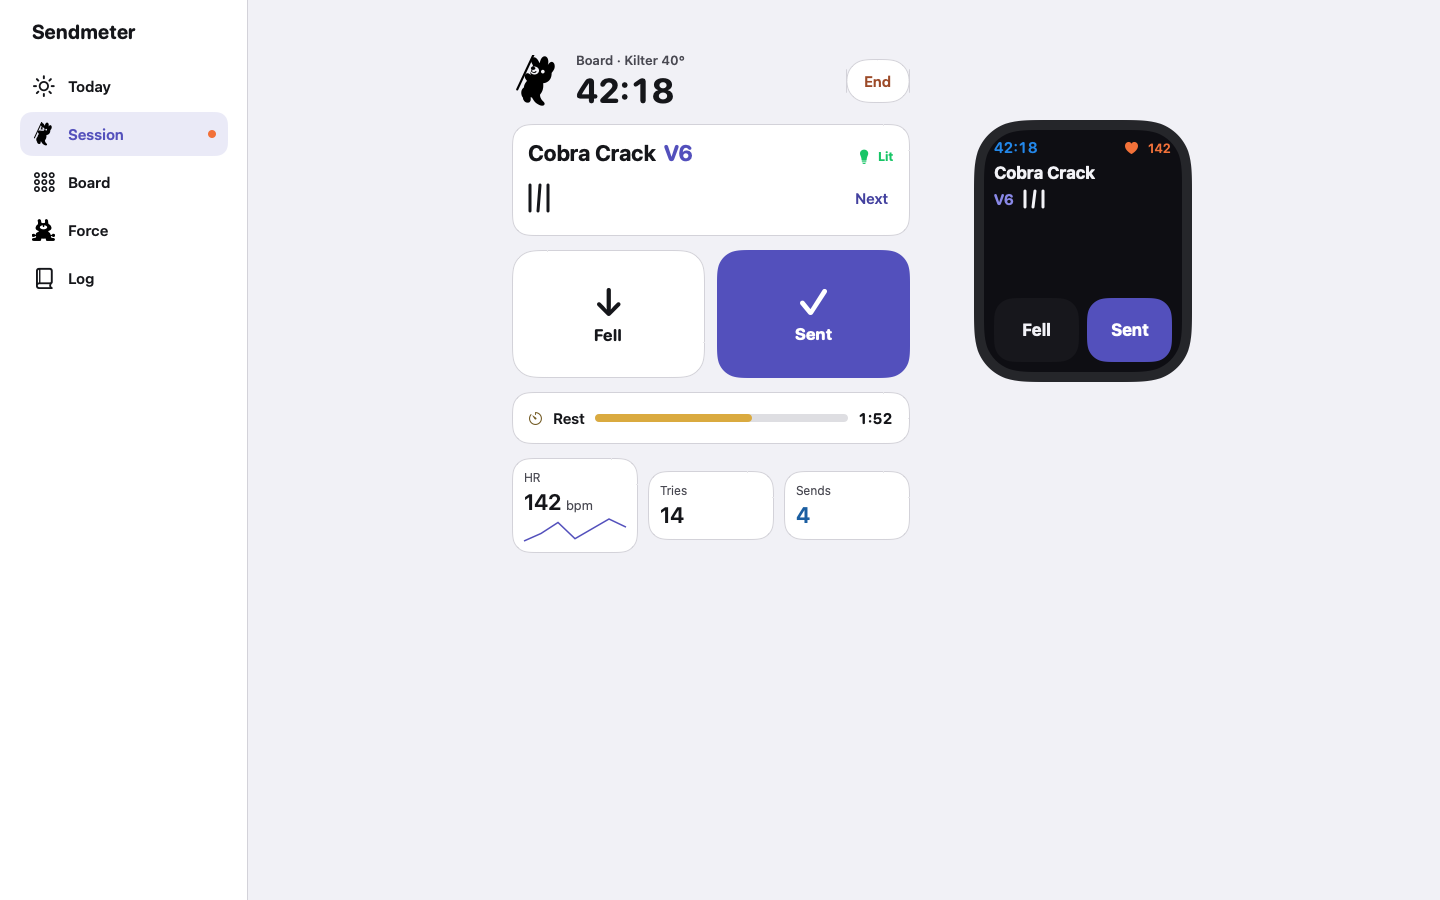 Sendmeter
Today
Session
Board
Force
Log
Board · Kilter 40°
42:18
End
Cobra Crack V6
Lit
Next
Fell
Sent
Rest
1:52
HR
142 bpm
Tries
14
Sends
4
42:18
142
Cobra Crack
V6
Fell
Sent